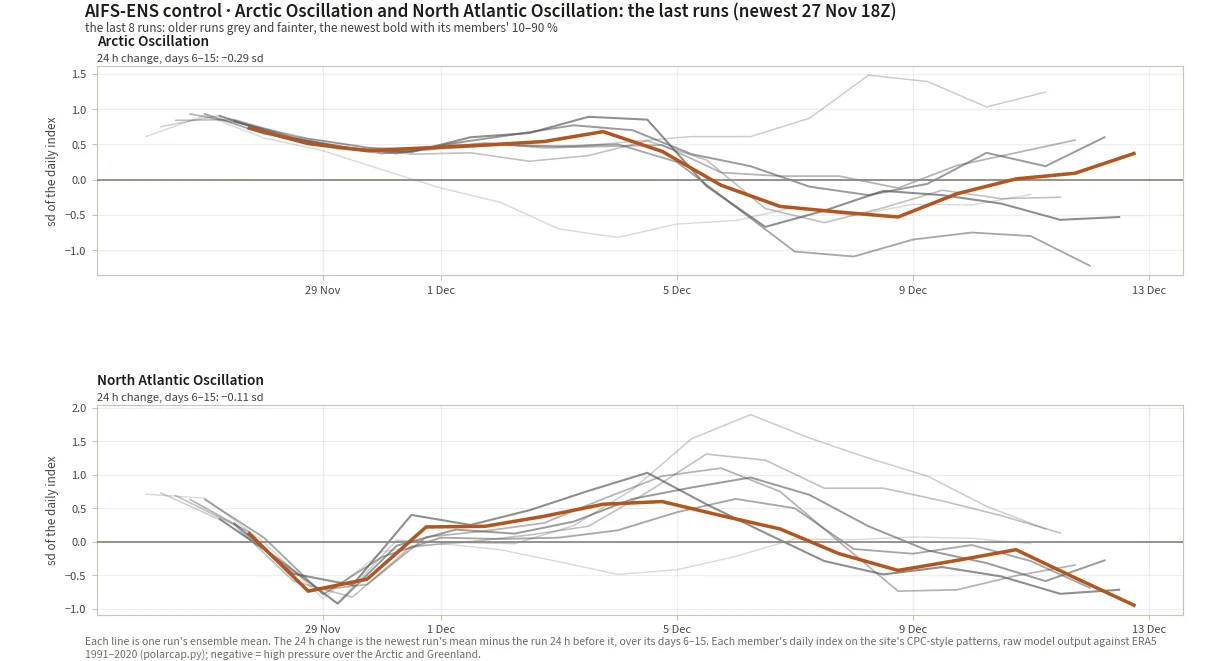 AIFS-ENS control · Arctic Oscillation and North Atlantic Oscillation: the last runs (newest 27 Nov 18Z)
the last 8 runs: older runs grey and fainter, the newest bold with its members' 10–90 %
Arctic Oscillation
24 h change, days 6–15: −0.29 sd
1.5
1.0
0.5
0.0
−0.5
−1.0
sd of the daily index
29 Nov
1 Dec
5 Dec
9 Dec
13 Dec
North Atlantic Oscillation
24 h change, days 6–15: −0.11 sd
2.0
1.5
1.0
0.5
0.0
−0.5
−1.0
sd of the daily index
29 Nov
1 Dec
5 Dec
9 Dec
13 Dec
Each line is one run's ensemble mean. The 24 h change is the newest run's mean minus the run 24 h before it, over its days 6–15. Each member's daily index on the site's CPC-style patterns, raw model output against ERA5
1991–2020 (polarcap.py); negative = high pressure over the Arctic and Greenland.